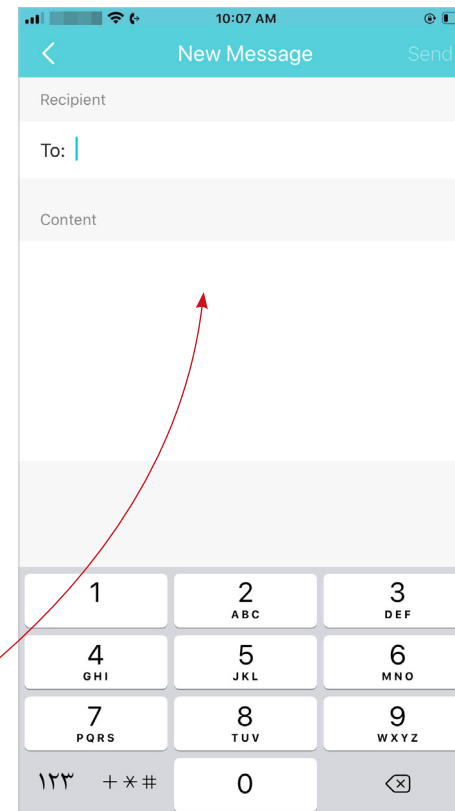 10:07 AM
New Message Send
Recipient
To:
Content
1 2 3
ABC DEF
4 5 6
GHI JKL MNO
7 8 9
PQRS TUV WXYZ
١٢٣ +*# 0